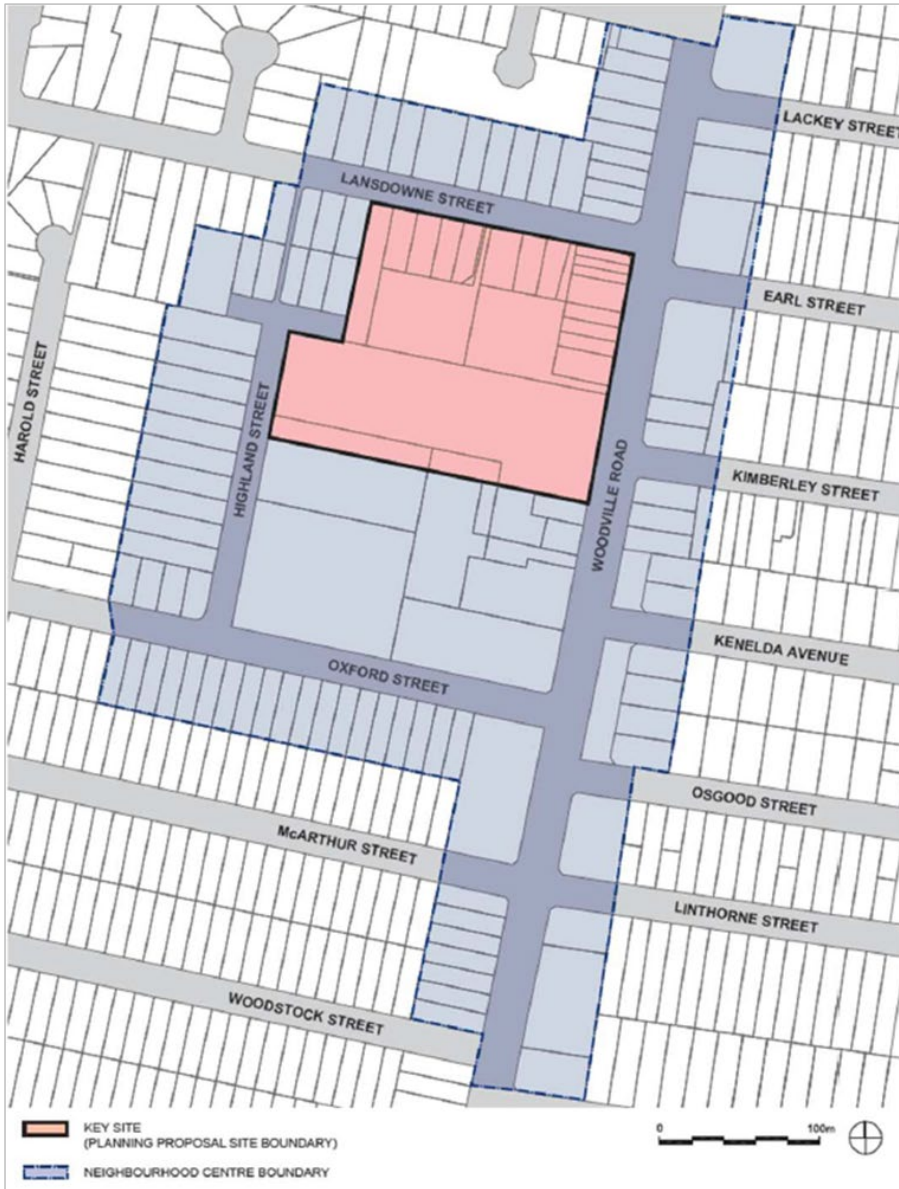 LACKEY STREET
LANSDOWNE STREET
EARL STREET
HAROLD STREET
HIGHLAND STREET
WOODVILLE ROAD
KIMBERLEY STREET
KENELDA AVENUE
OXFORD STREET
OSGOOD STREET
McARTHUR STREET
LINTHORNE STREET
WOODSTOCK STREET
KEY SITE
(PLANNING PROPOSAL SITE BOUNDARY)
NEIGHBOURHOOD CENTRE BOUNDARY
0 100m